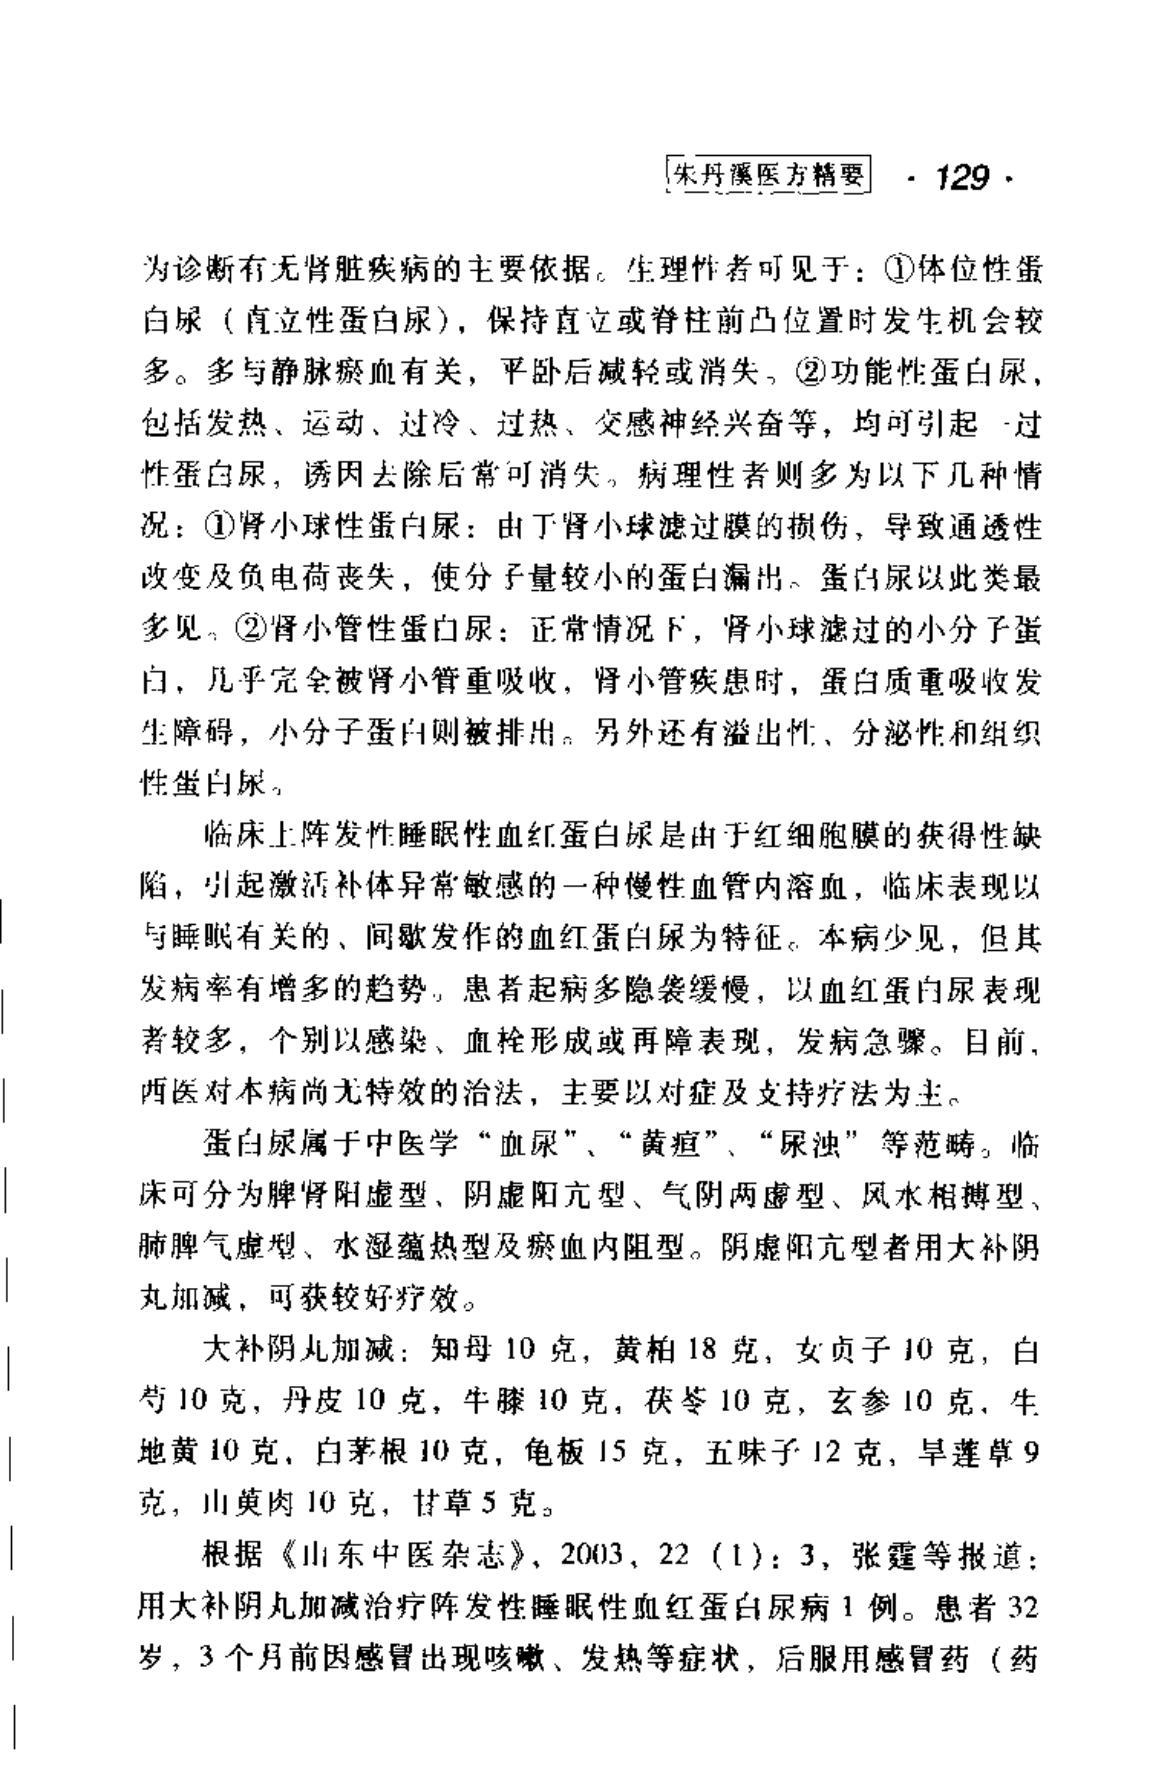 朱丹溪医方精要 · 129 ·
为诊断有无肾脏疾病的主要依据。生理性者可见于：①体位性蛋
白尿（直立性蛋白尿），保持直立或脊柱前凸位置时发生机会较
多。多与静脉瘀血有关，平卧后减轻或消失。②功能性蛋白尿，
包括发热、运动、过冷、过热、交感神经兴奋等，均可引起一过
性蛋白尿，诱因去除后常可消失。病理性者则多为以下几种情
况：①肾小球性蛋白尿：由于肾小球滤过膜的损伤，导致通透性
改变及负电荷丧失，使分子量较小的蛋白漏出。蛋白尿以此类最
多见。②肾小管性蛋白尿：正常情况下，肾小球滤过的小分子蛋
白，几乎完全被肾小管重吸收，肾小管疾患时，蛋白质重吸收发
生障碍，小分子蛋白则被排出。另外还有溢出性、分泌性和组织
性蛋白尿。
临床上阵发性睡眠性血红蛋白尿是由于红细胞膜的获得性缺
陷，引起激活补体异常敏感的一种慢性血管内溶血，临床表现以
与睡眠有关的、间歇发作的血红蛋白尿为特征。本病少见，但其
发病率有增多的趋势。患者起病多隐袭缓慢，以血红蛋白尿表现
者较多，个别以感染、血栓形成或再障表现，发病急骤。目前，
西医对本病尚无特效的治法，主要以对症及支持疗法为主。
蛋白尿属于中医学“血尿”、“黄疸”、“尿浊”等范畴。临
床可分为脾肾阳虚型、阴虚阳亢型、气阴两虚型、风水相搏型、
肺脾气虚型、水湿蕴热型及瘀血内阻型。阴虚阳亢型者用大补阴
丸加减，可获较好疗效。
大补阴丸加减：知母 10 克，黄柏 18 克，女贞子 10 克，白
芍 10 克，丹皮 10 克，牛膝 10 克，茯苓 10 克，玄参 10 克，生
地黄 10 克，白茅根 10 克，龟板 15 克，五味子 12 克，旱莲草 9
克，山萸肉 10 克，甘草 5 克。
根据《山东中医杂志》，2003，22（1）：3，张霆等报道：
用大补阴丸加减治疗阵发性睡眠性血红蛋白尿病 1 例。患者 32
岁，3 个月前因感冒出现咳嗽、发热等症状，后服用感冒药（药